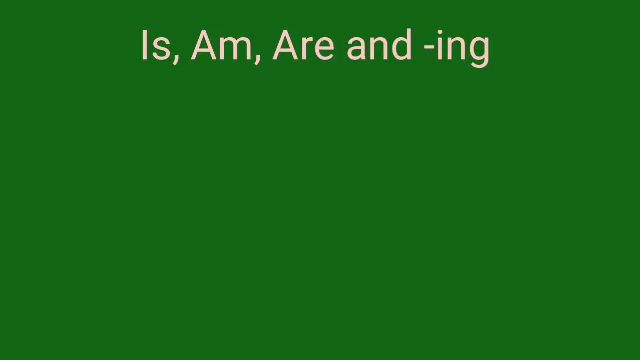 Is, Am, Are and -ing